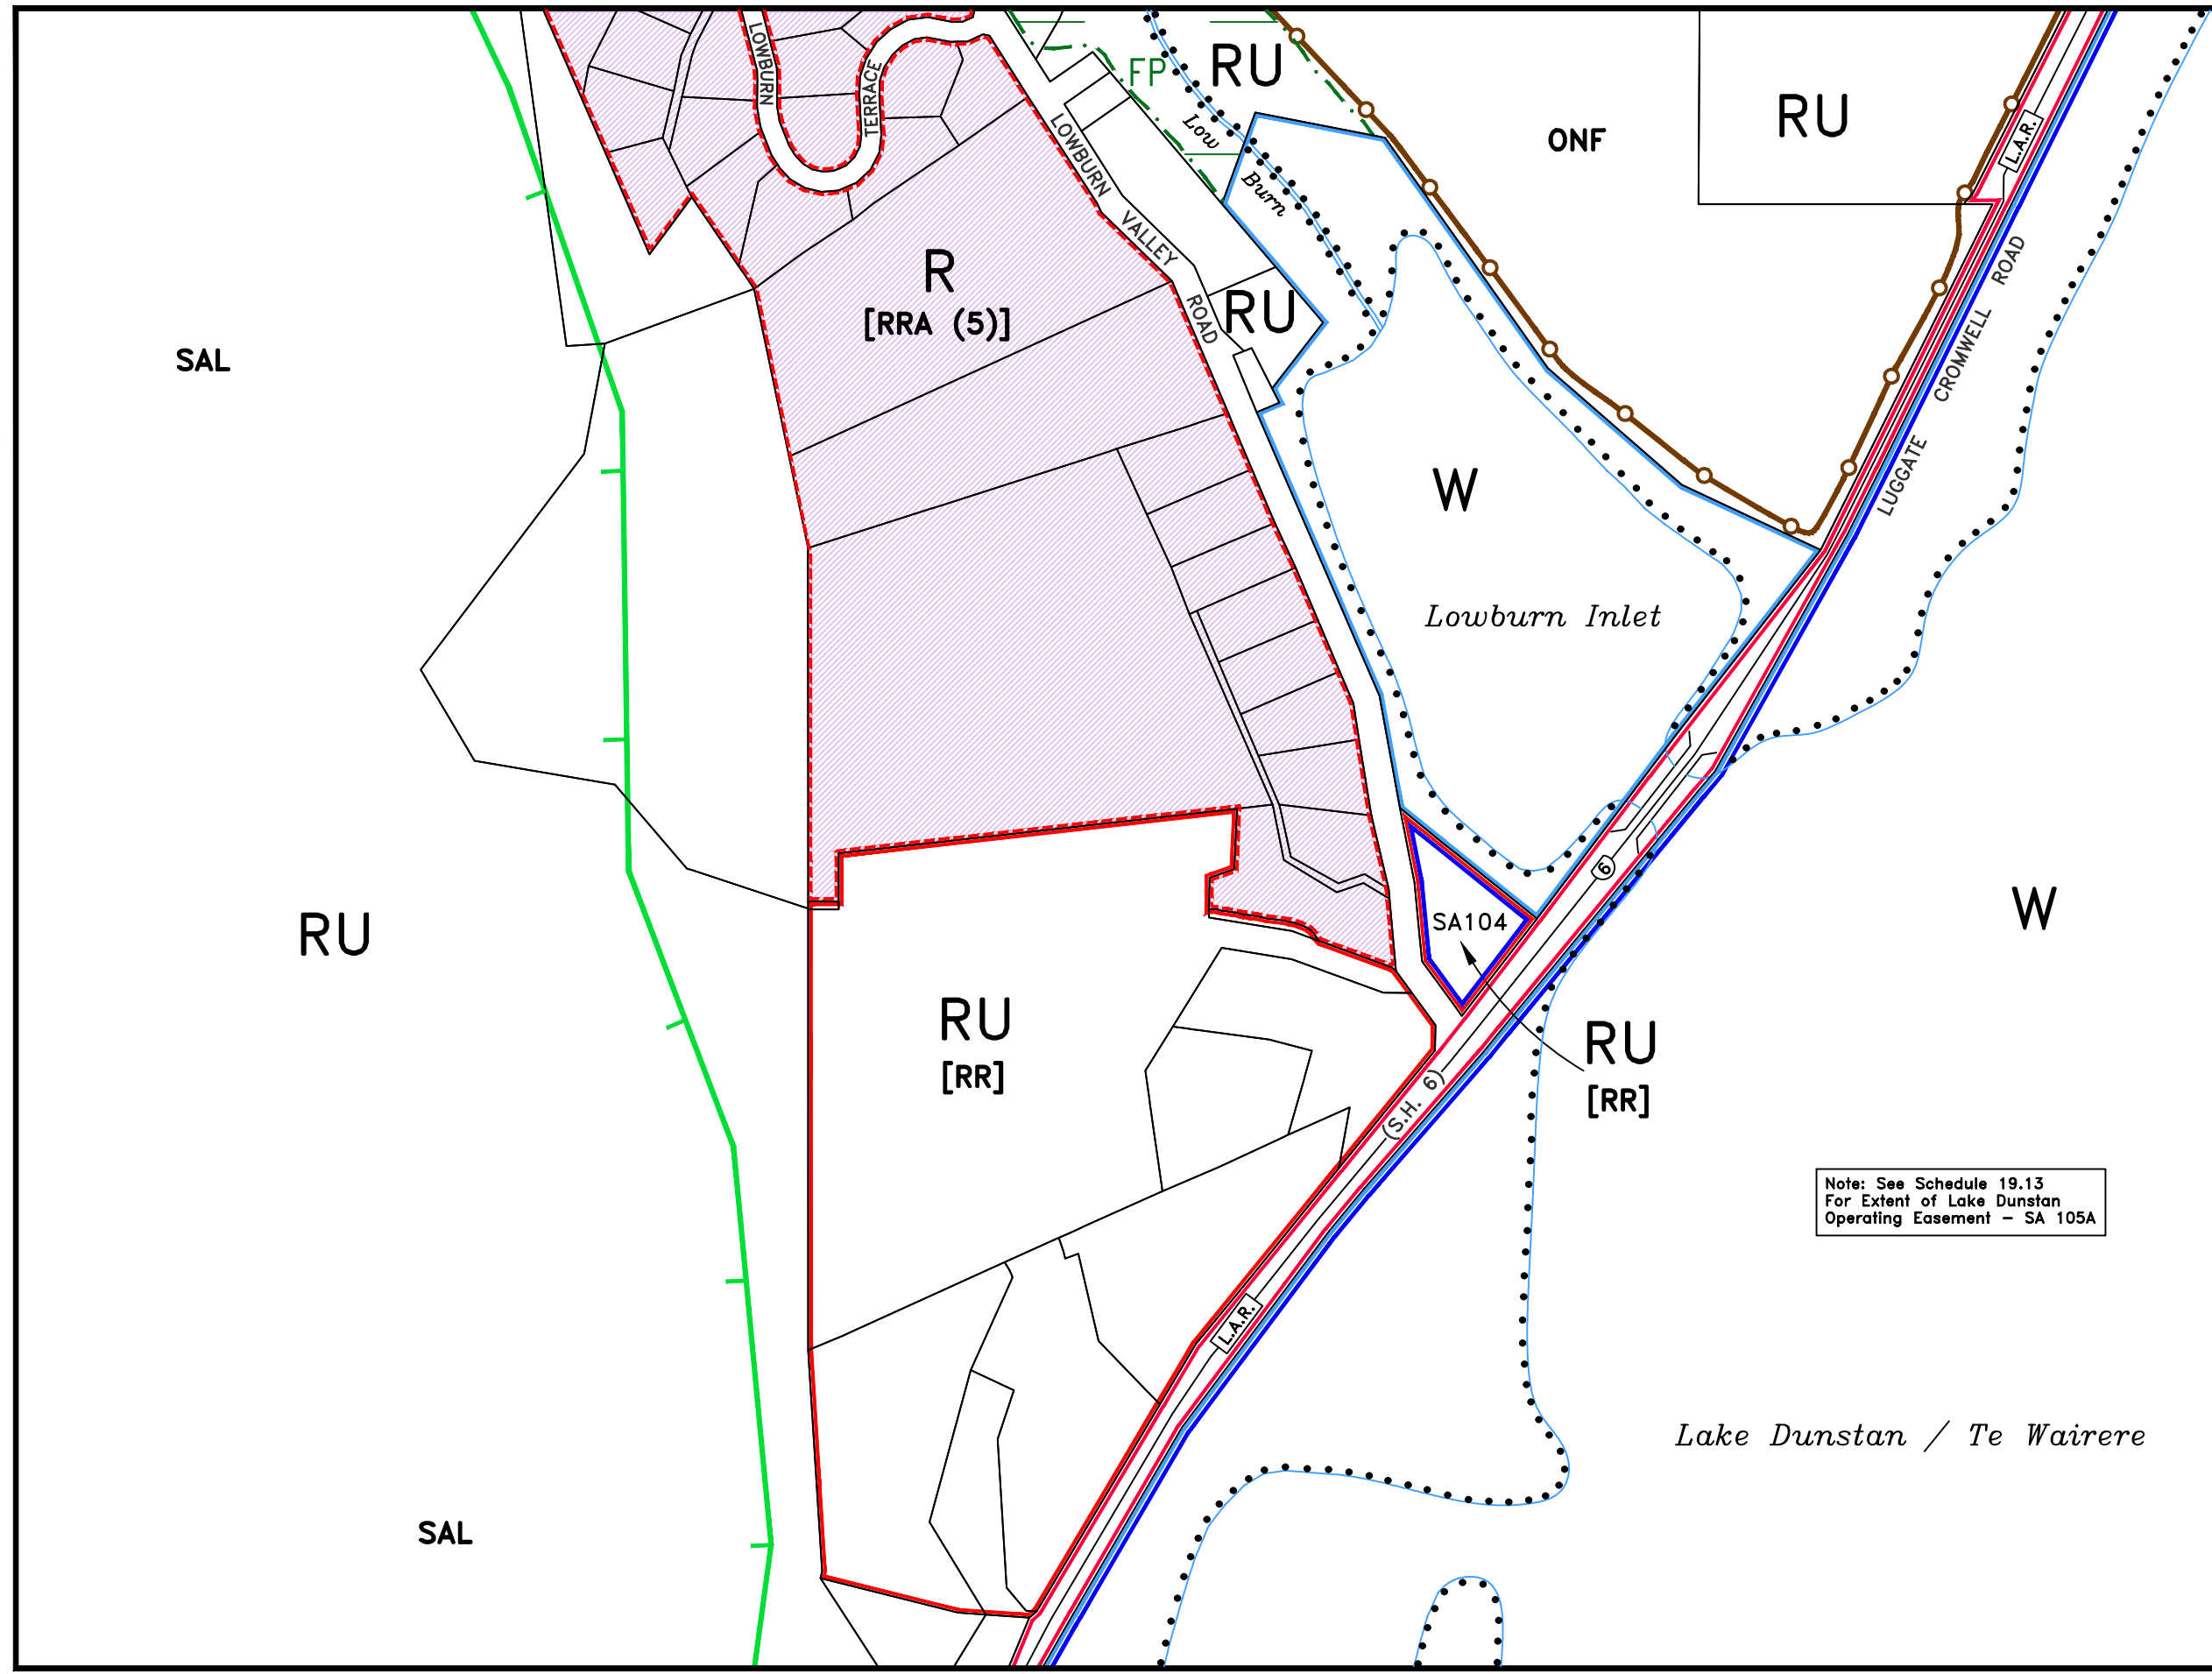 LOWBURN
TERRACE
FP
RU
RU
ONF
L.A.R.
Low
Burn
LOWBURN
VALLEY
ROAD
R
[RRA (5)]
RU
SAL
LUGGATE CROMWELL ROAD
W
Lowburn Inlet
6
SA104
W
RU
RU
[RR]
RU
[RR]
(S.H. 6)
Note: See Schedule 19.13
For Extent of Lake Dunstan
Operating Easement – SA 105A
L.A.R.
Lake Dunstan / Te Wairere
SAL